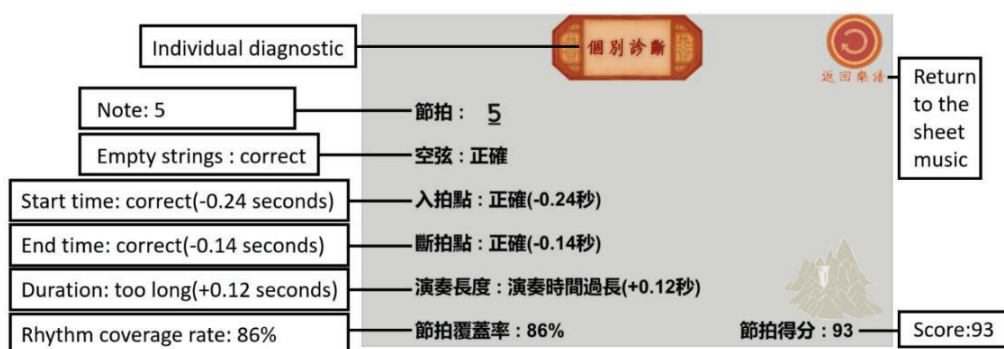 Individual diagnostic
個別診斷
返回樂譜
Return
to the
sheet
music
Note: 5
節拍： 5
Empty strings : correct
空弦：正確
Start time: correct(-0.24 seconds)
入拍點：正確(-0.24秒)
End time: correct(-0.14 seconds)
斷拍點：正確(-0.14秒)
Duration: too long(+0.12 seconds)
演奏長度：演奏時間過長(+0.12秒)
Rhythm coverage rate: 86%
節拍覆蓋率：86%
節拍得分：93
Score:93